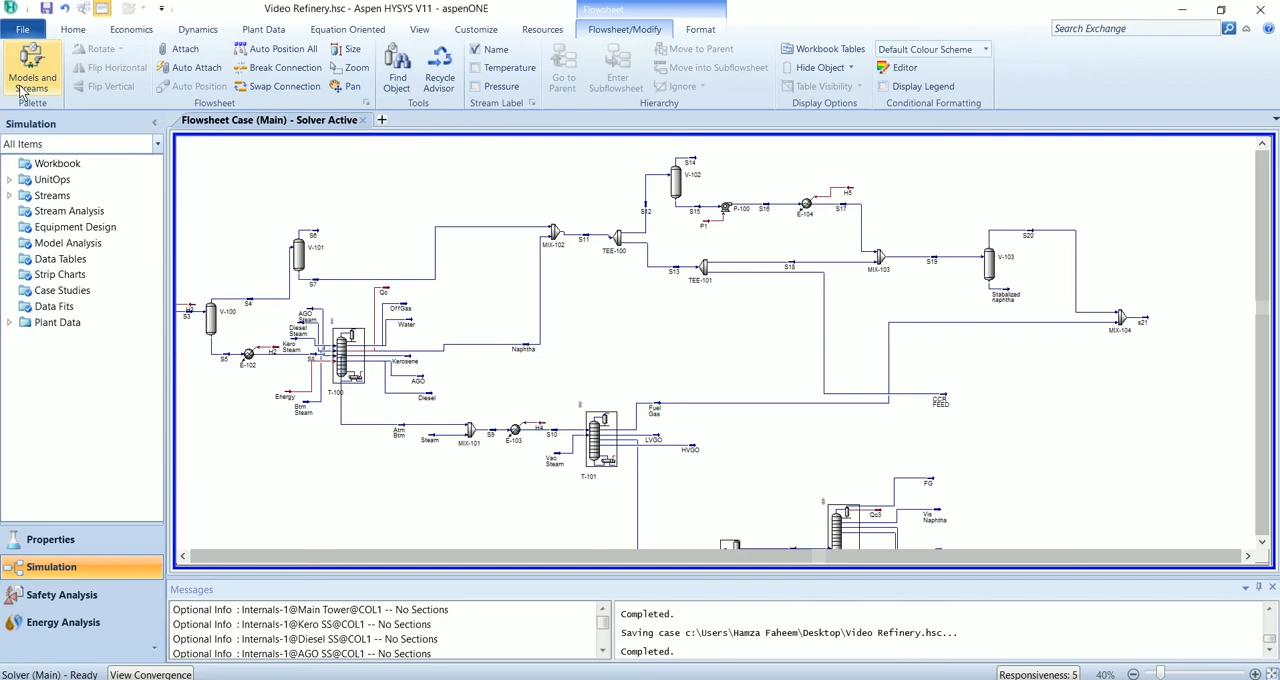 Video Refinery.hsc - Aspen HYSYS V11 - aspenONE
Flowsheet
File
Home
Economics
Dynamics
Plant Data
Equation Oriented
View
Customize
Resources
Flowsheet/Modify
Format
Search Exchange
Models and Streams
Palette
Rotate
Flip Horizontal
Flip Vertical
Attach
Auto Attach
Auto Position
Auto Position All
Break Connection
Swap Connection
Size
Zoom
Pan
Flowsheet
Find Object
Recycle Advisor
Tools
Name
Temperature
Pressure
Stream Label
Go to Parent
Enter Subflowsheet
Move to Parent
Move into Subflowsheet
Ignore
Hierarchy
Workbook Tables
Hide Object
Table Visibility
Display Options
Default Colour Scheme
Editor
Display Legend
Conditional Formatting
Simulation
All Items
Workbook
UnitOps
Streams
Stream Analysis
Equipment Design
Model Analysis
Data Tables
Strip Charts
Case Studies
Data Fits
Plant Data
Properties
Simulation
Safety Analysis
Energy Analysis
Flowsheet Case (Main) - Solver Active
S14
V-102
S12
S15
P-100
P1
S16
E-104
H5
S17
S6
V-101
S7
MIX-102
S11
TEE-100
S13
TEE-101
S18
MIX-103
S19
S20
V-103
Stabalized naphtha
MIX-104
s21
S3
V-100
S4
S5
E-102
H2
AGO Steam
Diesel Steam
Kero Steam
Qc
OffGas
Water
Kerosene
AGO
Diesel
T-100
Energy
Btm Steam
Naphtha
CCR FEED
Atm Btm
Steam
MIX-101
S9
E-103
H4
S10
Vac Steam
T-101
Fuel Gas
LVGO
HVGO
FG
Qc3
Vis Naphtha
Messages
Optional Info : Internals-1@Main Tower@COL1 -- No Sections
Optional Info : Internals-1@Kero SS@COL1 -- No Sections
Optional Info : Internals-1@Diesel SS@COL1 -- No Sections
Optional Info : Internals-1@AGO SS@COL1 -- No Sections
Completed.
Saving case c:\Users\Hamza Faheem\Desktop\Video Refinery.hsc...
Completed.
Solver (Main) - Ready
View Convergence
Responsiveness: 5
40%